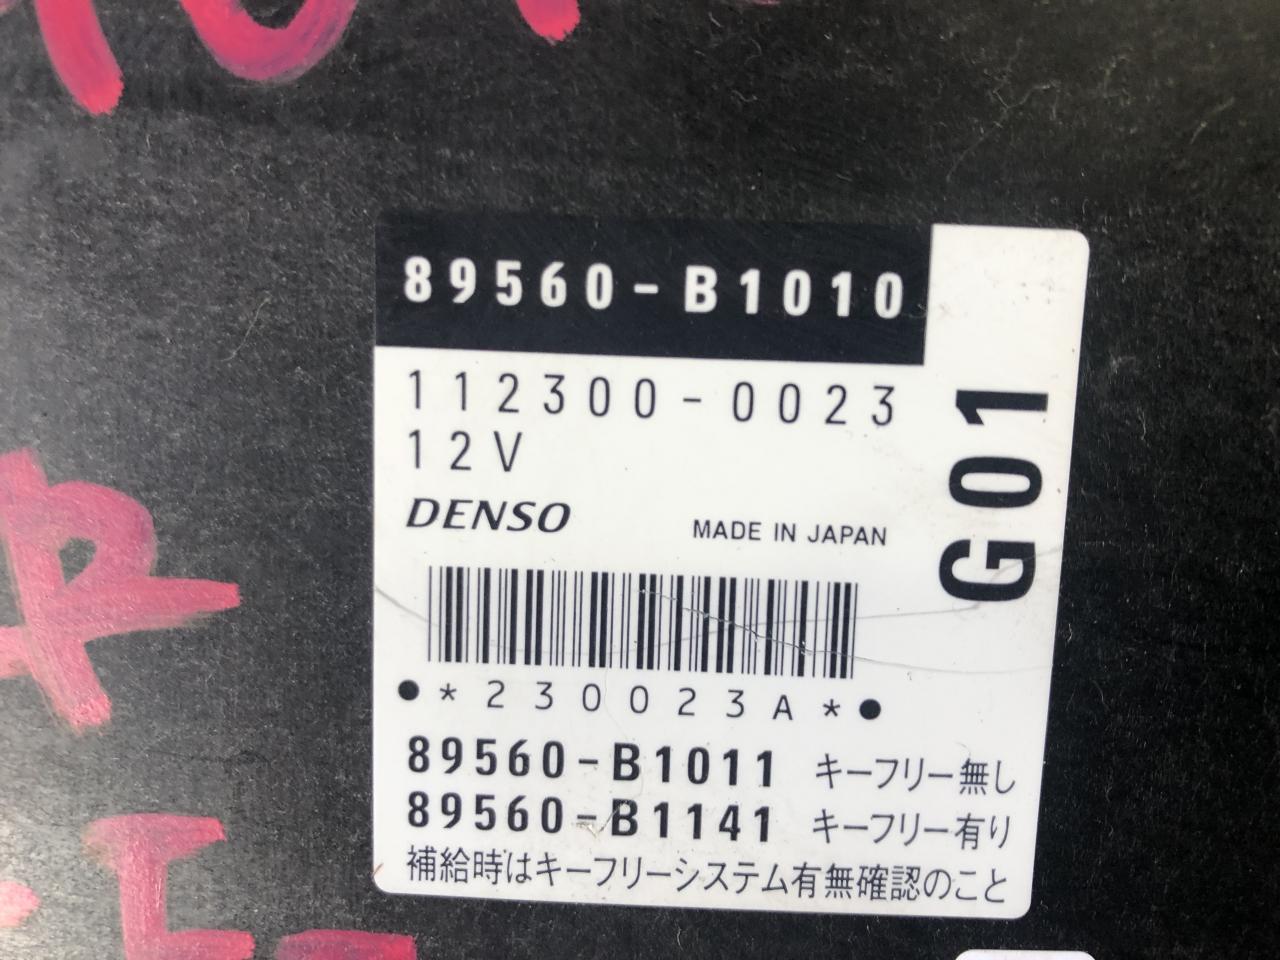 89560-B1010
112300-0023
12V
DENSO MADE IN JAPAN
G01
*230023A*
89560-B1011 キーフリー無し
89560-B1141 キーフリー有り
補給時はキーフリーシステム有無確認のこと